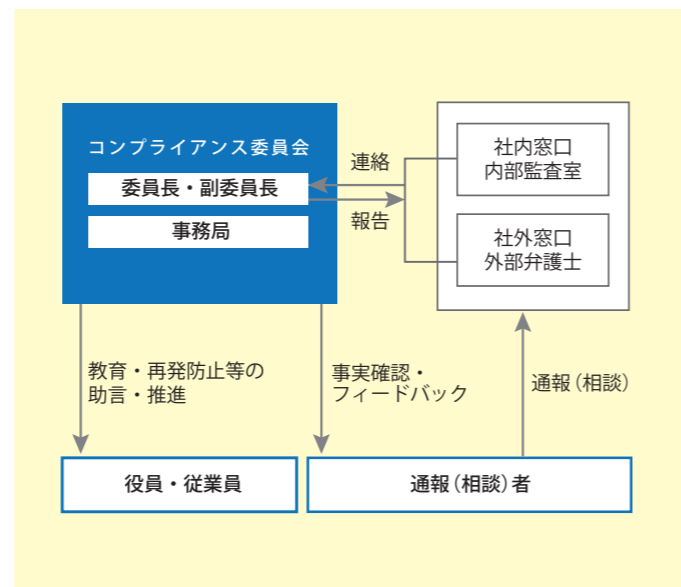 コンプライアンス委員会
委員長・副委員長
事務局
連絡
報告
社内窓口
内部監査室
社外窓口
外部弁護士
教育・再発防止等の
助言・推進
事実確認・
フィードバック
通報(相談)
役員・従業員
通報(相談)者